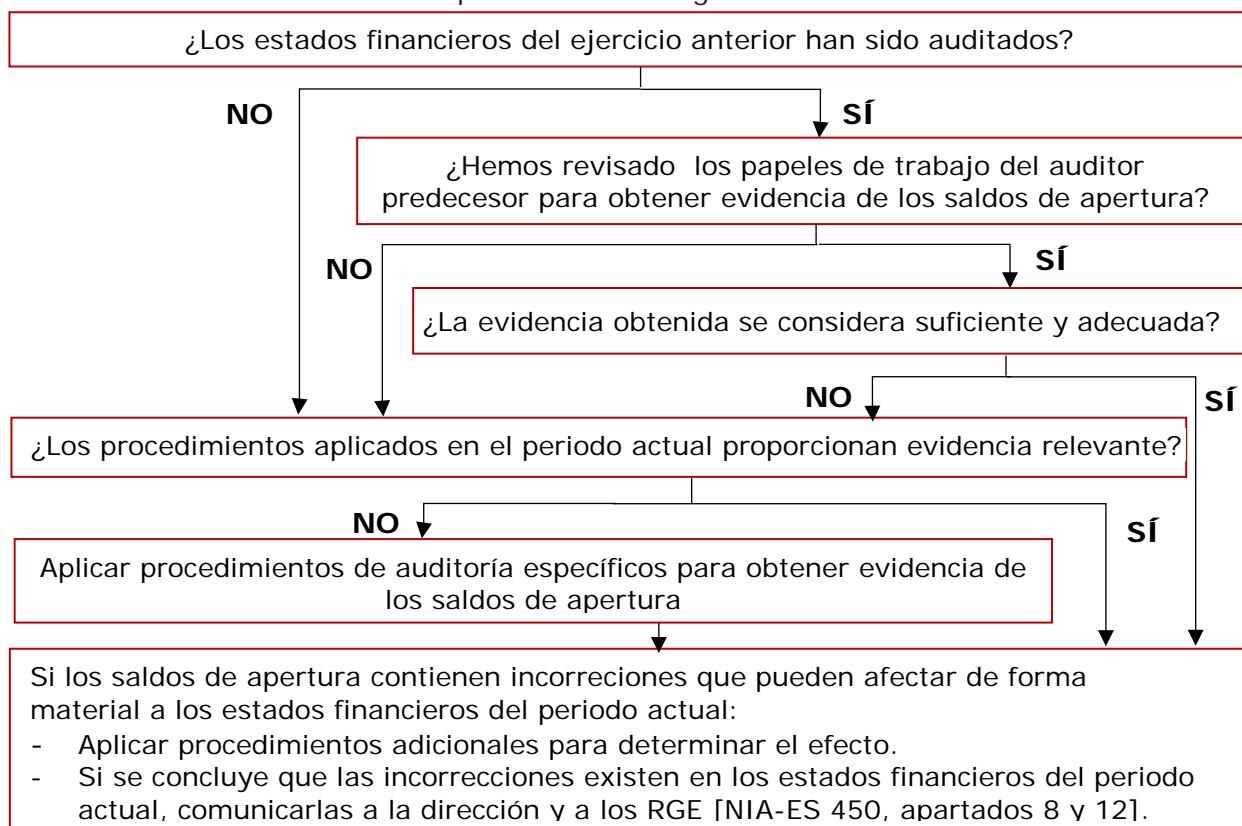 ¿Los estados financieros del ejercicio anterior han sido auditados?
NO
SÍ
¿Hemos revisado los papeles de trabajo del auditor
predecesor para obtener evidencia de los saldos de apertura?
NO
SÍ
¿La evidencia obtenida se considera suficiente y adecuada?
NO
SÍ
¿Los procedimientos aplicados en el periodo actual proporcionan evidencia relevante?
NO
SÍ
Aplicar procedimientos de auditoría específicos para obtener evidencia de
los saldos de apertura
Si los saldos de apertura contienen incorreciones que pueden afectar de forma
material a los estados financieros del periodo actual:
- Aplicar procedimientos adicionales para determinar el efecto.
- Si se concluye que las incorrecciones existen en los estados financieros del periodo
actual, comunicarlas a la dirección y a los RGE [NIA-ES 450, apartados 8 y 12].